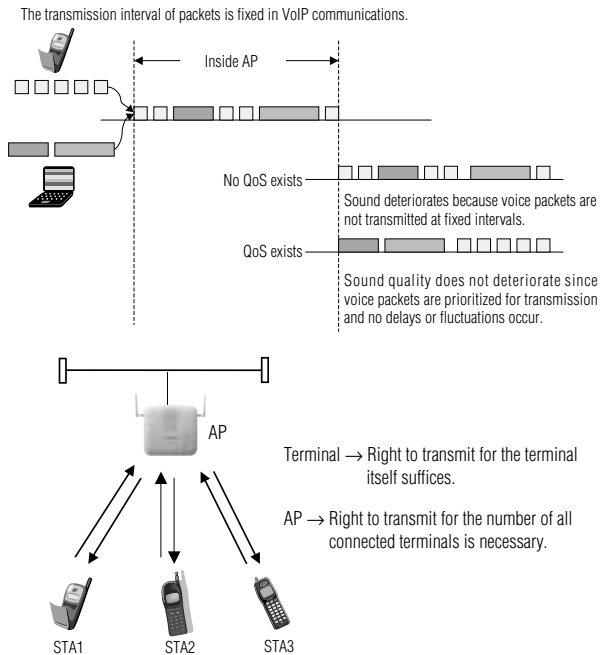 The transmission interval of packets is fixed in VoIP communications.
Inside AP
No QoS exists
Sound deteriorates because voice packets are
not transmitted at fixed intervals.
QoS exists
Sound quality does not deteriorate since
voice packets are prioritized for transmission
and no delays or fluctuations occur.
AP
Terminal → Right to transmit for the terminal
itself suffices.
AP → Right to transmit for the number of all
connected terminals is necessary.
STA1
STA2
STA3